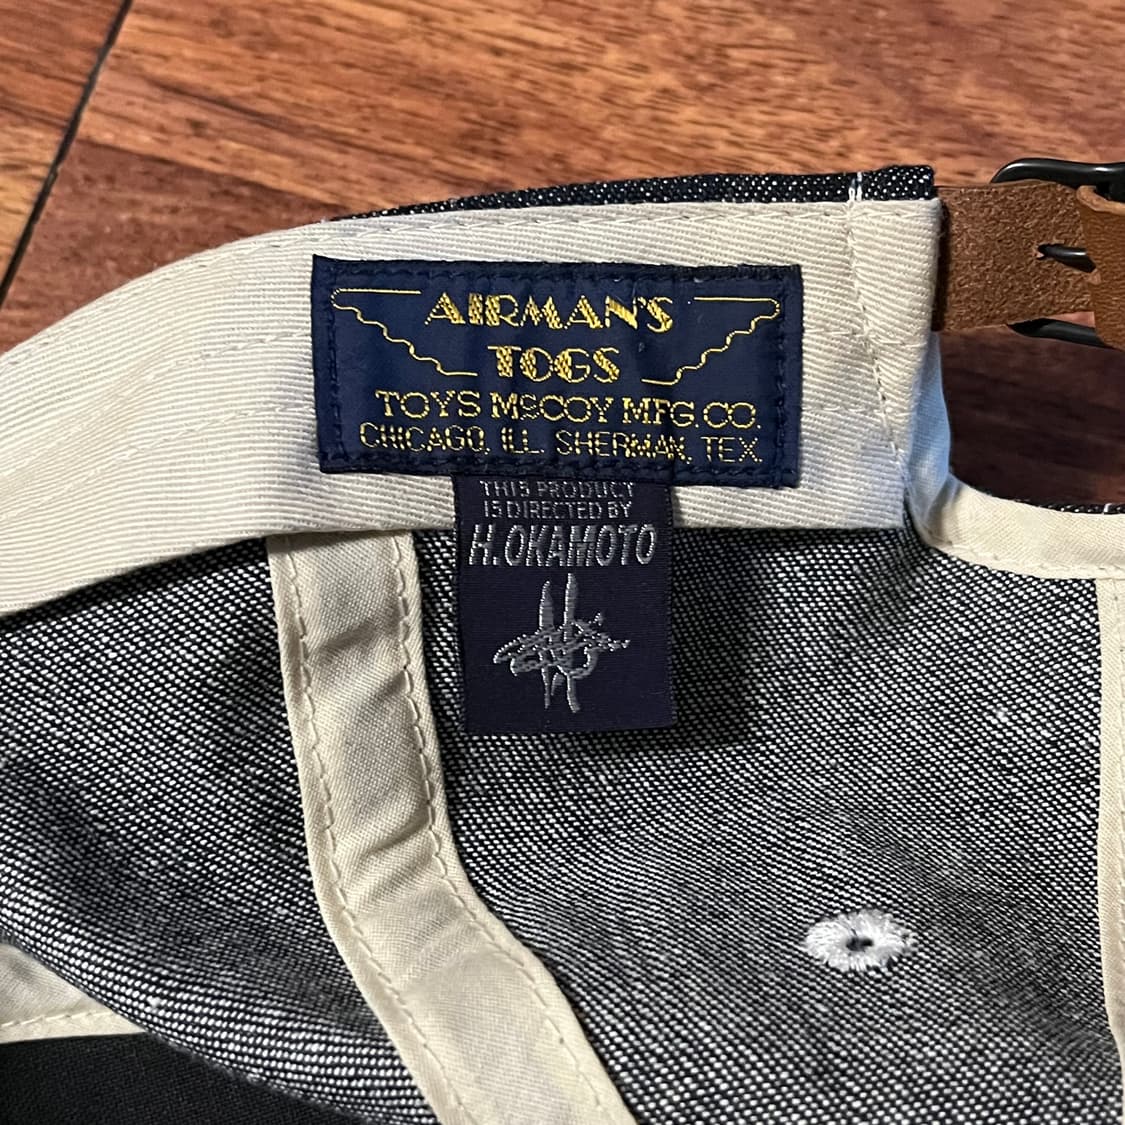 AIRMAN'S
TOGS
TOYS McCOY MFG. CO.
CHICAGO, ILL. SHERMAN, TEX.
THIS PRODUCT
IS DIRECTED BY
H.OKAMOTO